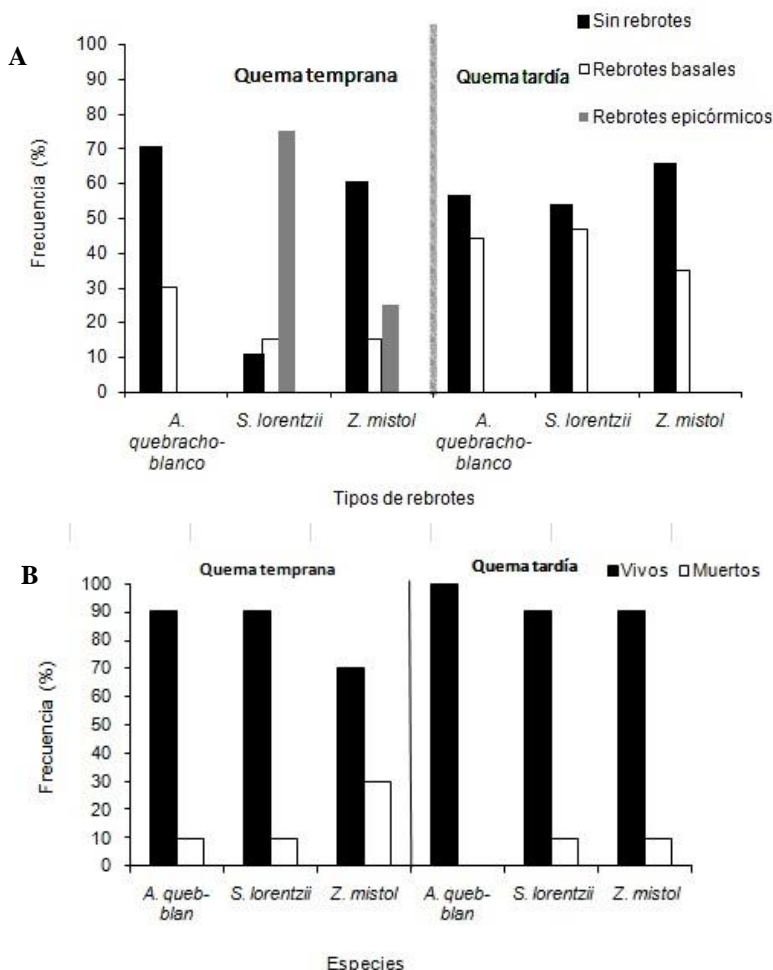 A
Sin rebrotes
Rebrotes basales
Rebrotes epicórmicos
Quema temprana
Quema tardía
Frecuencia (%)
100
90
80
70
60
50
40
30
20
10
0
A. quebracho-blanco
S. lorentzii
Z. mistol
A. quebracho-blanco
S. lorentzii
Z. mistol
Tipos de rebrotes
B
Quema temprana
Quema tardía
Vivos
Muertos
Frecuencia (%)
100
90
80
70
60
50
40
30
20
10
0
A. queb-blan
S. lorentzii
Z. mistol
A. queb-blan
S. lorentzii
Z. mistol
Especies